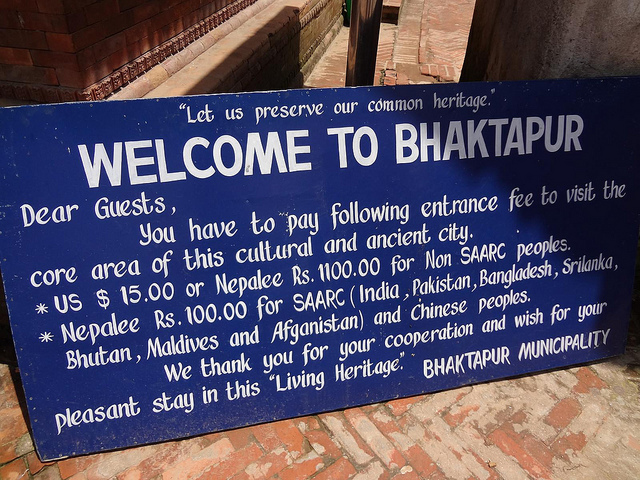 "Let us preserve our common heritage."
WELCOME TO BHAKTAPUR
Dear Guests,
You have to pay following entrance fee to visit the
core area of this cultural and ancient city.
* US $ 15.00 or Nepalee Rs. 1100.00 for Non SAARC peoples.
* Nepalee Rs. 100.00 for SAARC (India, Pakistan, Bangladesh, Srilanka,
Bhutan, Maldives and Afganistan) and Chinese peoples.
We thank you for your cooperation and wish for your
pleasant stay in this "Living Heritage."
BHAKTAPUR MUNICIPALITY